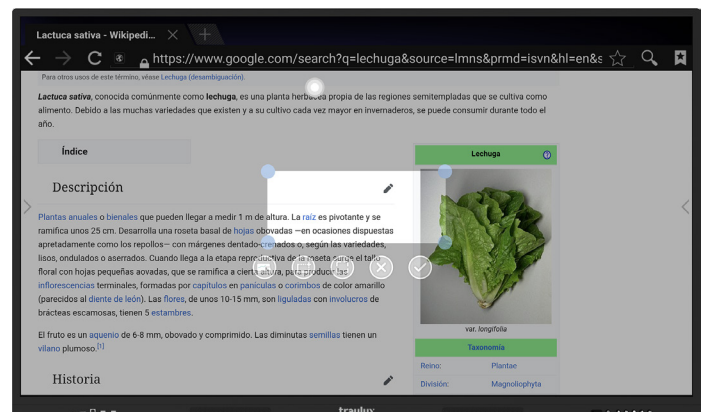 Lactuca sativa - Wikipedi...
https://www.google.com/search?q=lechuga&source=lmns&prmd=isvn&hl=en&s
Para otros usos de este término, véase Lechuga (desambiguación).
Lactuca sativa, conocida comúnmente como lechuga, es una planta herbácea propia de las regiones semitempladas que se cultiva como
alimento. Debido a las muchas variedades que existen y a su cultivo cada vez mayor en invernaderos, se puede consumir durante todo el
año.
Índice
Descripción
Plantas anuales o bienales que pueden llegar a medir 1 m de altura. La raíz es pivotante y se
ramifica unos 25 cm. Desarrolla una roseta basal de hojas obovadas —en ocasiones dispuestas
apretadamente como los repollos— con márgenes dentado-crenados o, según las variedades,
lisos, ondulados o aserrados. Cuando llega a la etapa reproductiva de la roseta surge el tallo
floral con hojas pequeñas aovadas, que se ramifica a cierta altura, para producir las
inflorescencias terminales, formadas por capítulos en panículas o corimbos de color amarillo
(parecidos al diente de león). Las flores, de unos 10-15 mm, son liguladas con involucros de
brácteas escamosas, tienen 5 estambres.
El fruto es un aquenio de 6-8 mm, obovado y comprimido. Las diminutas semillas tienen un
vilano plumoso.[1]
Historia
Lechuga
var. longifolia
Taxonomía
Reino: Plantae
División: Magnoliophyta
traulux